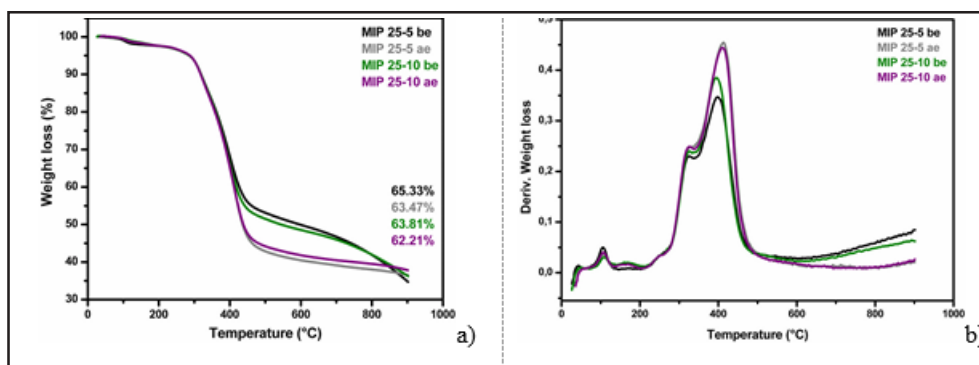 MIP 25-5 be
MIP 25-5 ae
MIP 25-10 be
MIP 25-10 ae
100
90
80
70
60
50
40
30
Weight loss (%)
65.33%
63.47%
63.81%
62.21%
0
200
400
600
800
1000
Temperature (°C)
a)
MIP 25-5 be
MIP 25-5 ae
MIP 25-10 be
MIP 25-10 ae
0,5
0,4
0,3
0,2
0,1
0,0
Deriv. Weight loss
0
200
400
600
800
1000
Temperature (°C)
b)